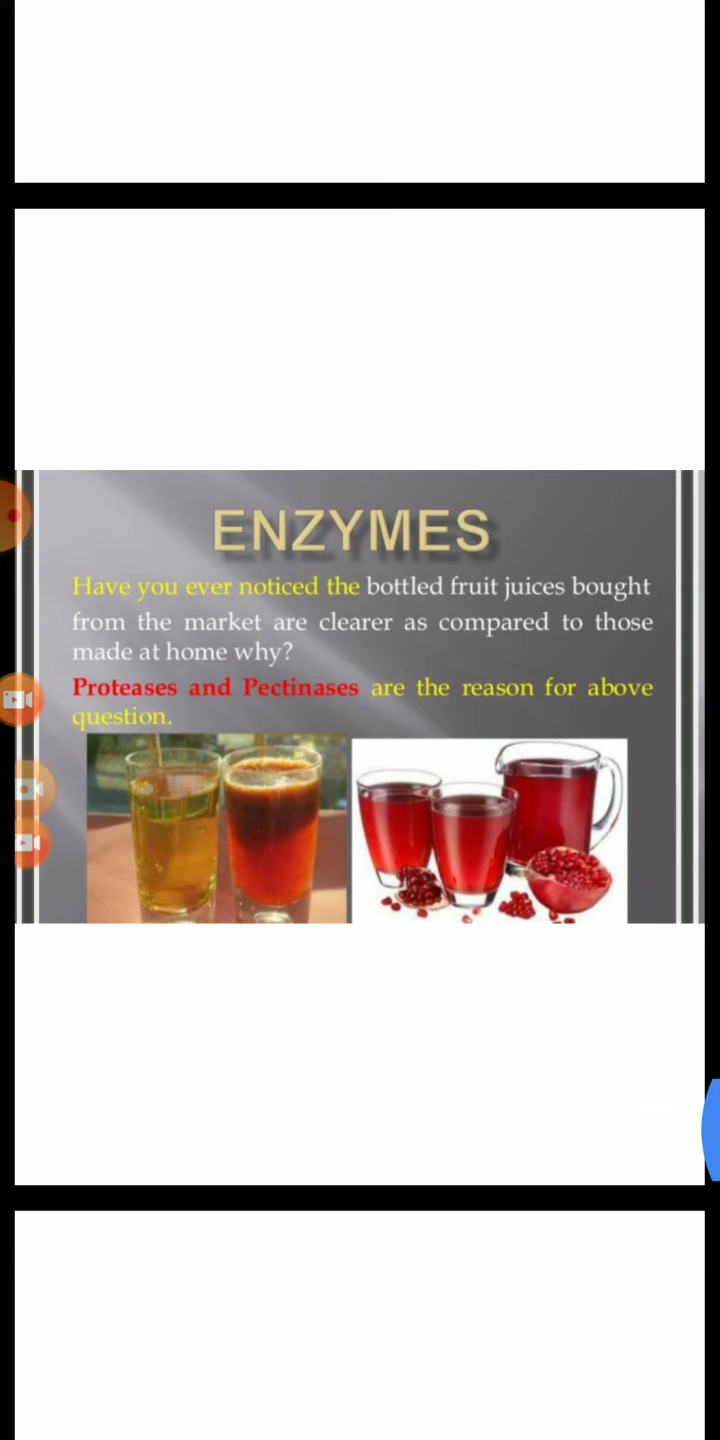 ENZYMES
Have you ever noticed the bottled fruit juices bought
from the market are clearer as compared to those
made at home why?
Proteases and Pectinases are the reason for above
question.